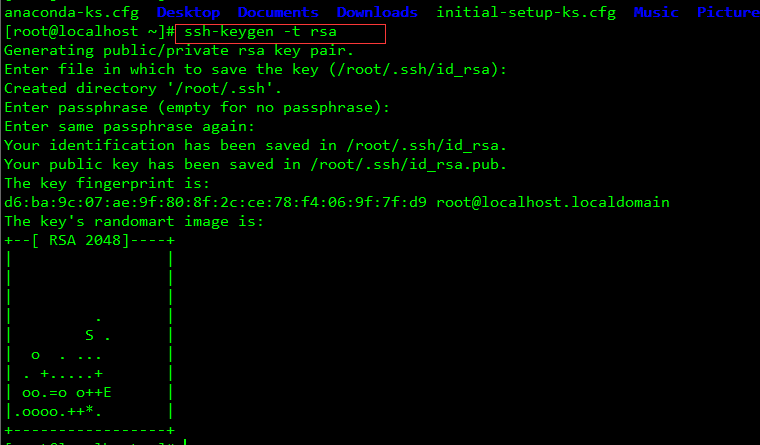 anaconda-ks.cfg  Desktop  Documents  Downloads  initial-setup-ks.cfg  Music  Picture
[root@localhost ~]# ssh-keygen -t rsa
Generating public/private rsa key pair.
Enter file in which to save the key (/root/.ssh/id_rsa):
Created directory '/root/.ssh'.
Enter passphrase (empty for no passphrase):
Enter same passphrase again:
Your identification has been saved in /root/.ssh/id_rsa.
Your public key has been saved in /root/.ssh/id_rsa.pub.
The key fingerprint is:
d6:ba:9c:07:ae:9f:80:8f:2c:ce:78:f4:06:9f:7f:d9 root@localhost.localdomain
The key's randomart image is:
+--[ RSA 2048]----+
|                 |
|                 |
|                 |
|         .       |
|        S .      |
|  o  . ...       |
| . +.....+       |
| oo.=o o++E      |
|.oooo.++*.       |
+-----------------+